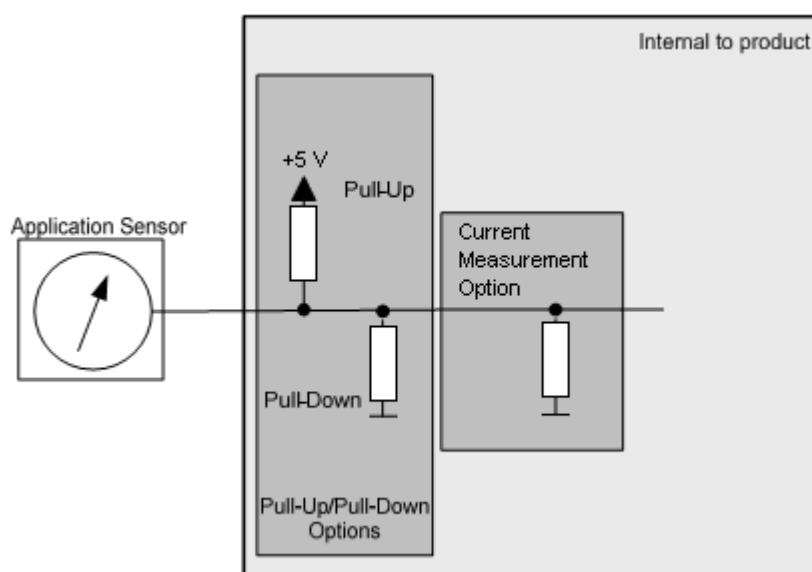 Internal to product
+5 V
Pull-Up
Application Sensor
Current
Measurement
Option
Pull-Down
Pull-Up/Pull-Down
Options